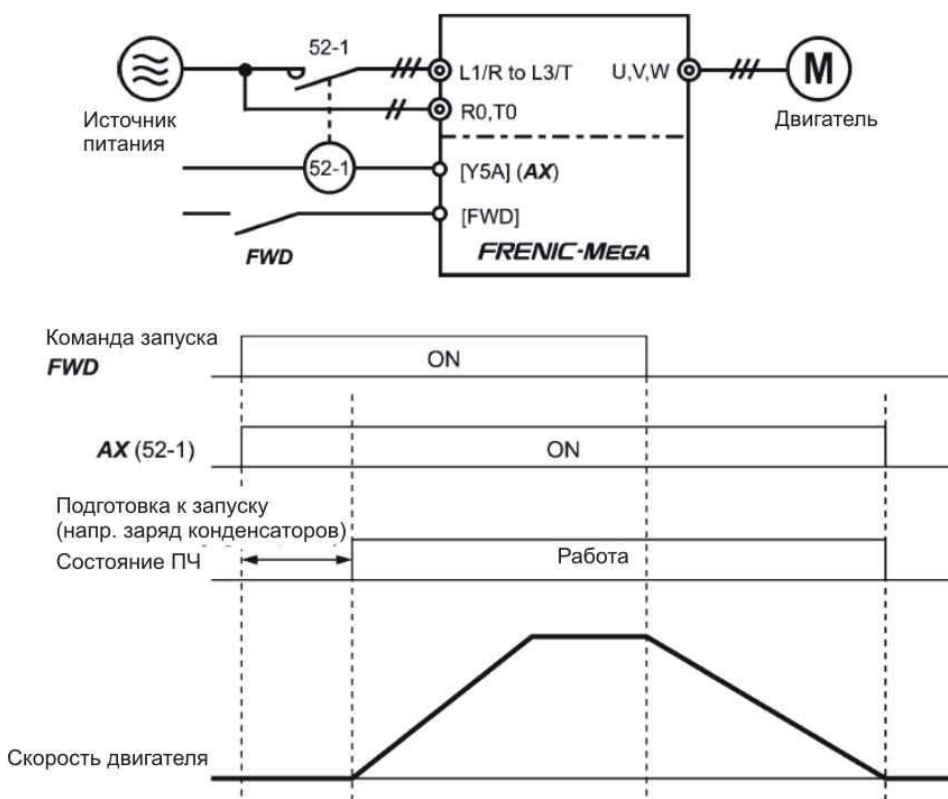 52-1
L1/R to L3/T
U,V,W
M
R0,T0
Источник
питания
Двигатель
52-1
[Y5A] (AX)
[FWD]
FWD
FRENIC-MEGA
Команда запуска
FWD
ON
AX (52-1)
ON
Подготовка к запуску
(напр. заряд конденсаторов)
Состояние ПЧ
Работа
Скорость двигателя